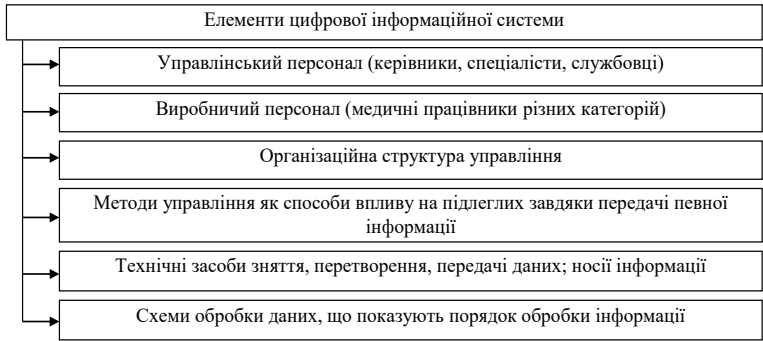 Елементи цифрової інформаційної системи
Управлінський персонал (керівники, спеціалісти, службовці)
Виробничий персонал (медичні працівники різних категорій)
Організаційна структура управління
Методи управління як способи впливу на підлеглих завдяки передачі певної
інформації
Технічні засоби зняття, перетворення, передачі даних; носії інформації
Схеми обробки даних, що показують порядок обробки інформації